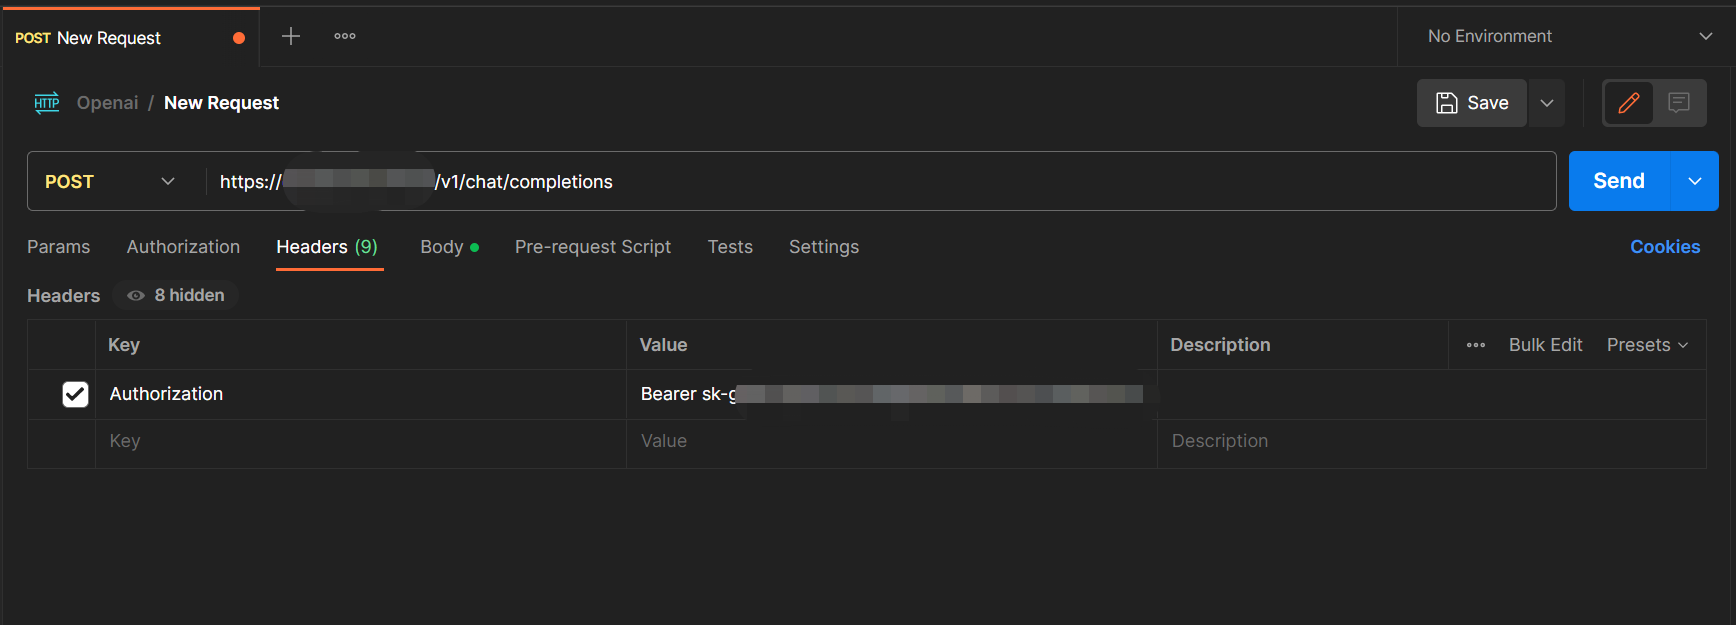 POST New Request
No Environment
HTTP Openai / New Request
Save
POST
https:// /v1/chat/completions
Send
Params Authorization Headers (9) Body Pre-request Script Tests Settings Cookies
Headers 8 hidden
Key Value Description Bulk Edit Presets
Authorization Bearer sk-g
Key Value Description